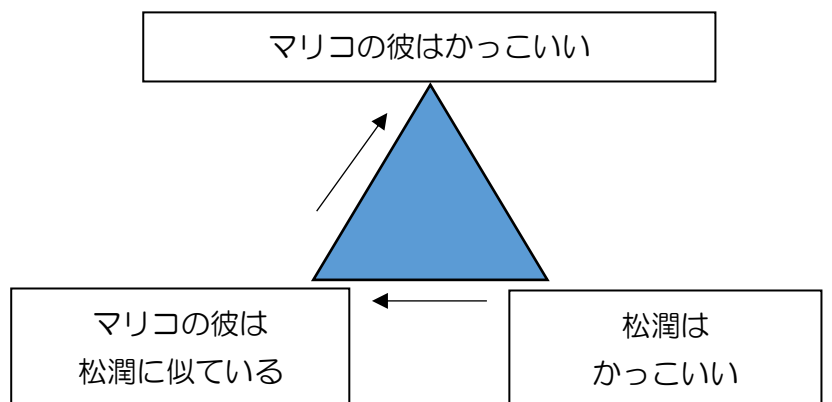 マリコの彼はかっこいい
マリコの彼は
松潤に似ている
松潤は
かっこいい